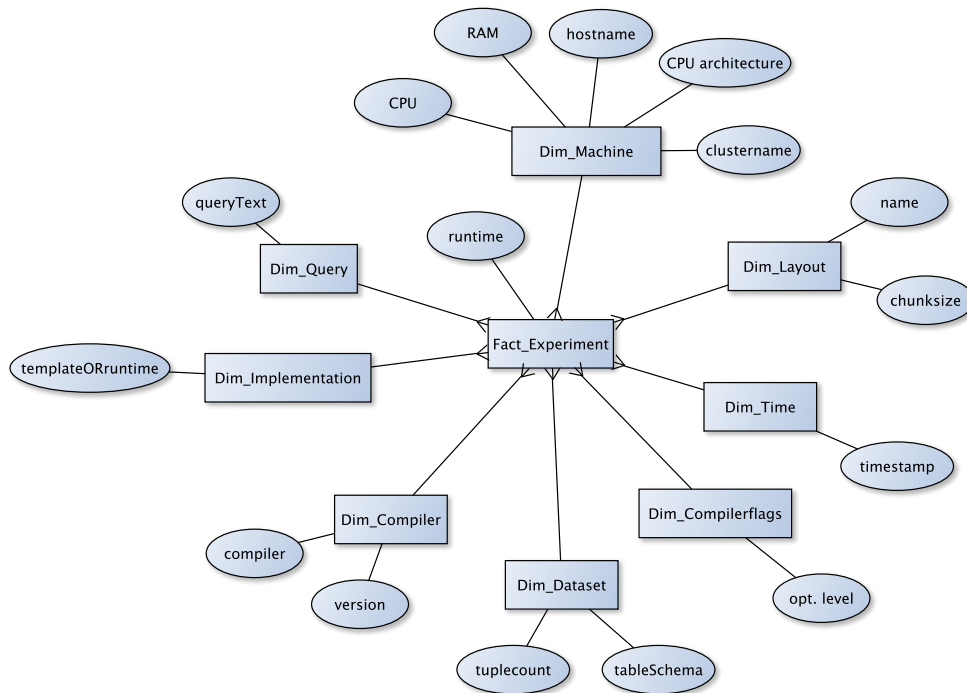 RAM
hostname
CPU architecture
CPU
Dim_Machine
clustername
queryText
name
runtime
Dim_Query
Dim_Layout
chunksize
Fact_Experiment
templateORruntime
Dim_Implementation
Dim_Time
timestamp
Dim_Compiler
Dim_Compilerflags
compiler
Dim_Dataset
version
opt. level
tuplecount
tableSchema